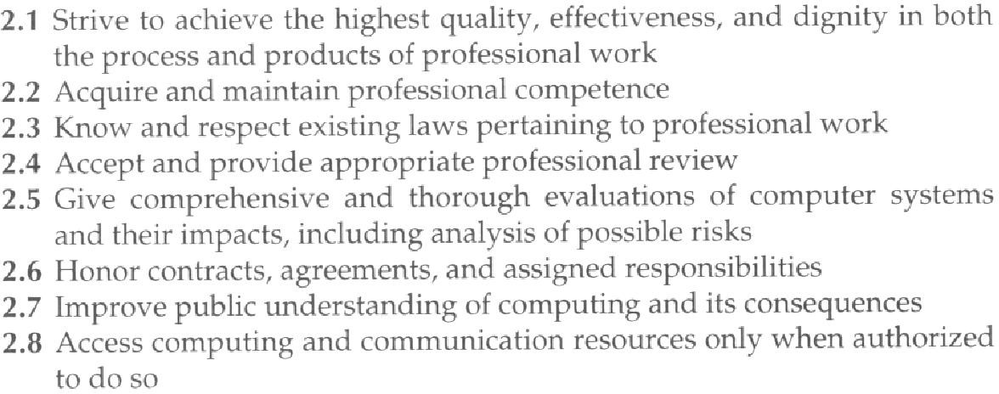 2.1 Strive to achieve the highest quality, effectiveness, and dignity in both
the process and products of professional work
2.2 Acquire and maintain professional competence
2.3 Know and respect existing laws pertaining to professional work
2.4 Accept and provide appropriate professional review
2.5 Give comprehensive and thorough evaluations of computer systems
and their impacts, including analysis of possible risks
2.6 Honor contracts, agreements, and assigned responsibilities
2.7 Improve public understanding of computing and its consequences
2.8 Access computing and communication resources only when authorized
to do so